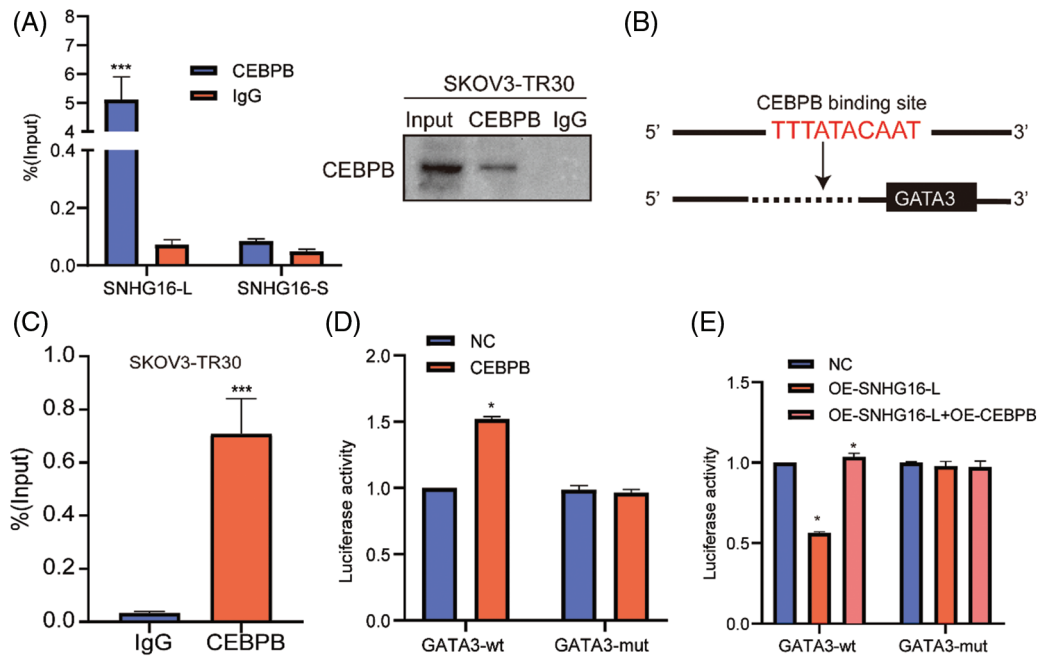 (A)
8
7
6
5
4
0.4
0.2
0.0
%(Input)
***
CEBPB
IgG
SNHG16-L SNHG16-S
SKOV3-TR30
Input CEBPB IgG
CEBPB
(B)
CEBPB binding site
5' TTTATACAAT 3'
5' GATA3 3'
(C)
SKOV3-TR30
1.0
0.8
0.6
0.4
0.2
0.0
%(Input)
***
IgG CEBPB
(D)
NC
CEBPB
2.0
1.5
1.0
0.5
0.0
Luciferase activity
*
GATA3-wt GATA3-mut
(E)
NC
OE-SNHG16-L
OE-SNHG16-L+OE-CEBPB
1.5
1.0
0.5
0.0
Luciferase activity
*
*
GATA3-wt GATA3-mut